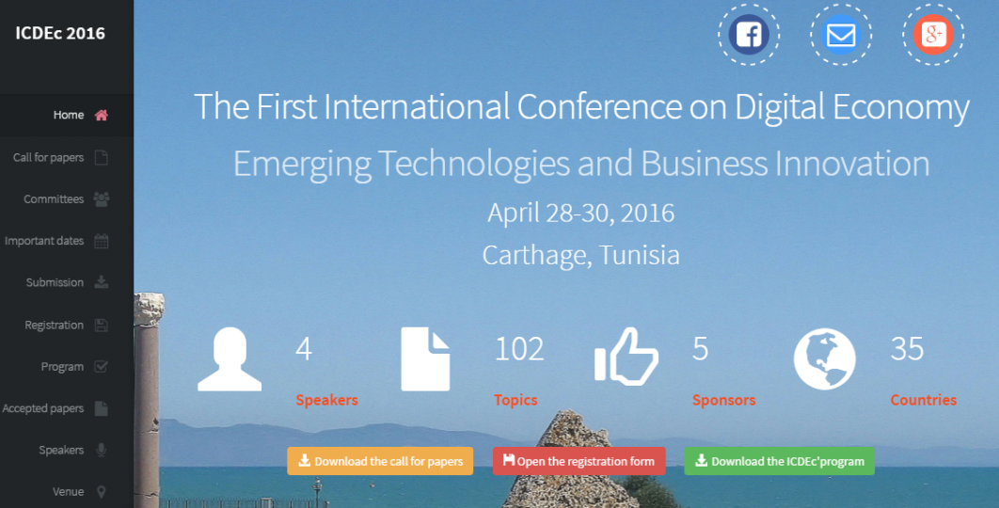 ICDEc 2016
Home
Call for papers
Committees
Important dates
Submission
Registration
Program
Accepted papers
Speakers
Venue
The First International Conference on Digital Economy
Emerging Technologies and Business Innovation
April 28-30, 2016
Carthage, Tunisia
4
Speakers
102
Topics
5
Sponsors
35
Countries
Download the call for papers
Open the registration form
Download the ICDEc'program